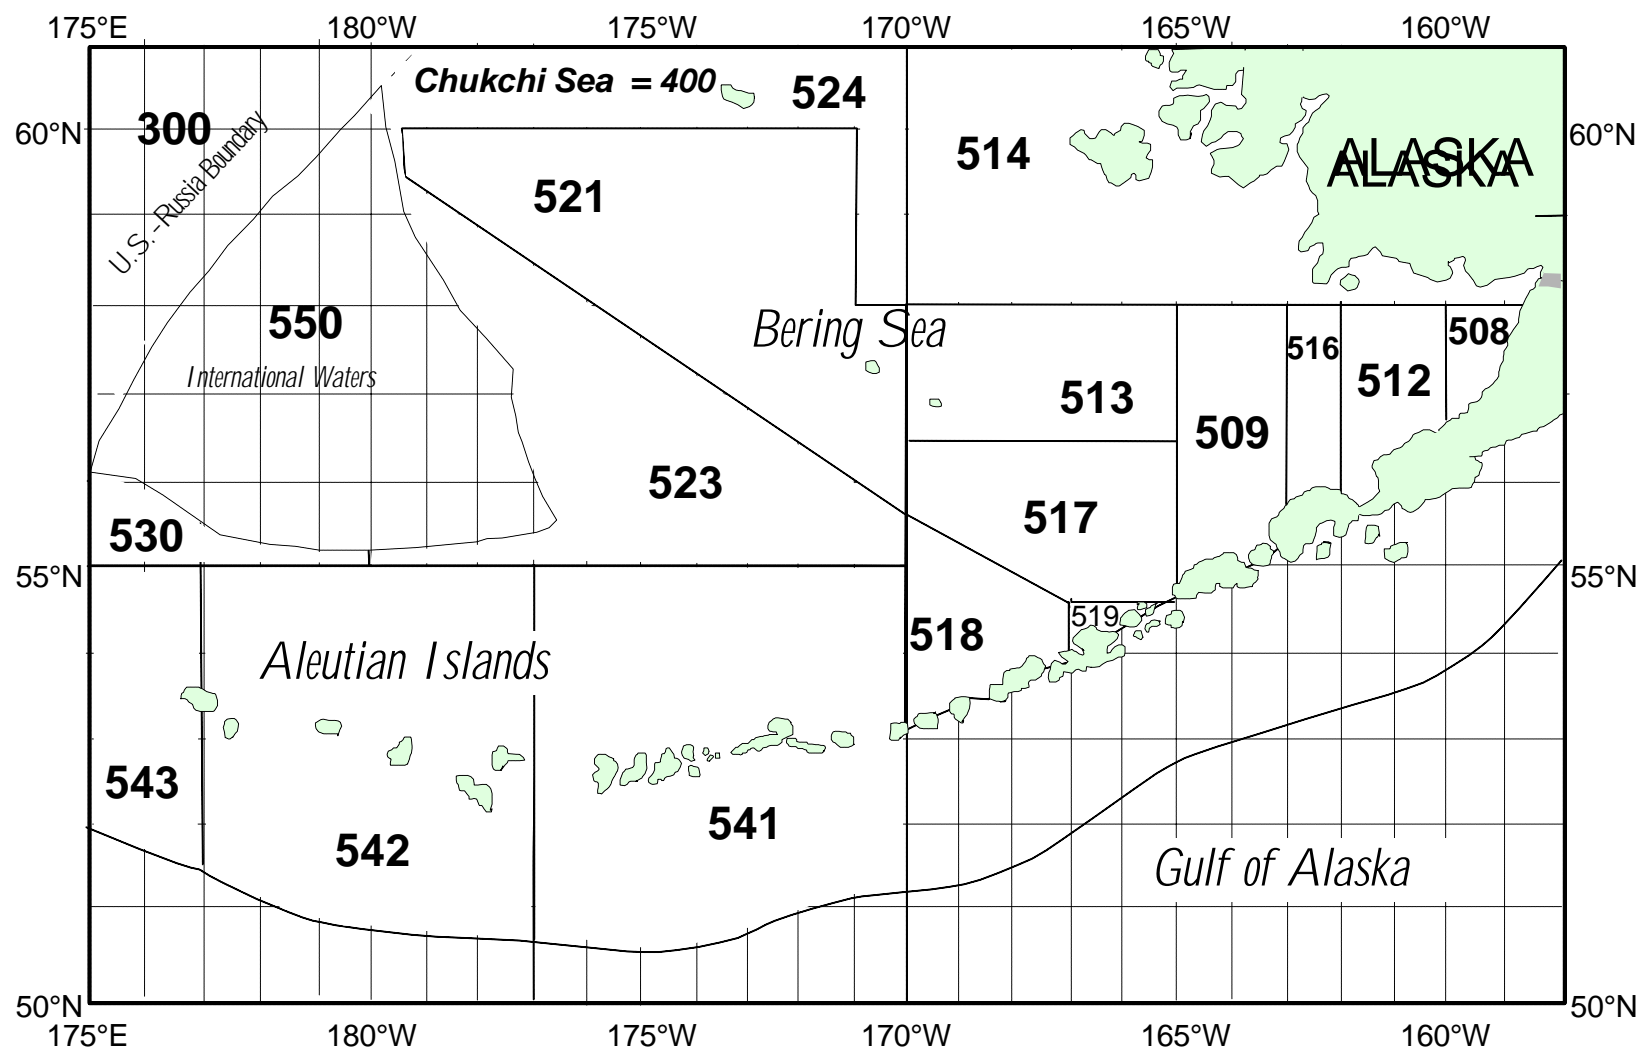 175°E 180°W 175°W 170°W 165°W 160°W
Chukchi Sea = 400
524
300
60°N
60°N
U.S.-Russia Boundary
514
ALASKA
ALASKA
521
550
Bering Sea
International Waters
516
508
512
513
509
523
517
530
55°N
55°N
519
518
Aleutian Islands
543
541
542
Gulf of Alaska
50°N
50°N
175°E 180°W 175°W 170°W 165°W 160°W